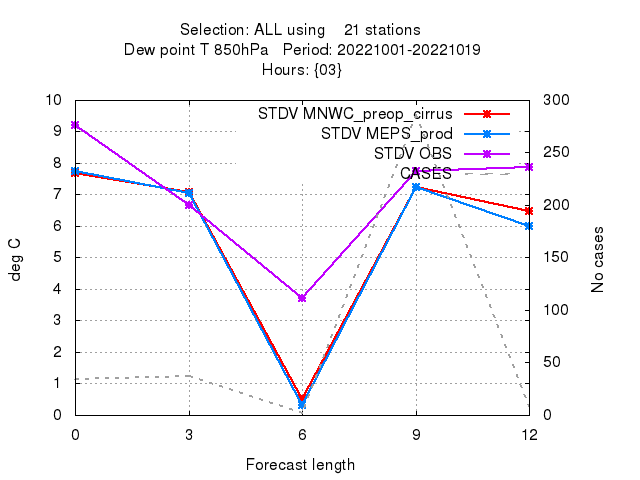 Selection: ALL using    21 stations
Dew point T 850hPa   Period: 20221001-20221019
Hours: {03}
STDV MNWC_preop_cirrus
STDV MEPS_prod
STDV OBS
CASES
10
9
8
7
6
5
4
3
2
1
0
deg C
300
250
200
150
100
50
0
No cases
0
3
6
9
12
Forecast length